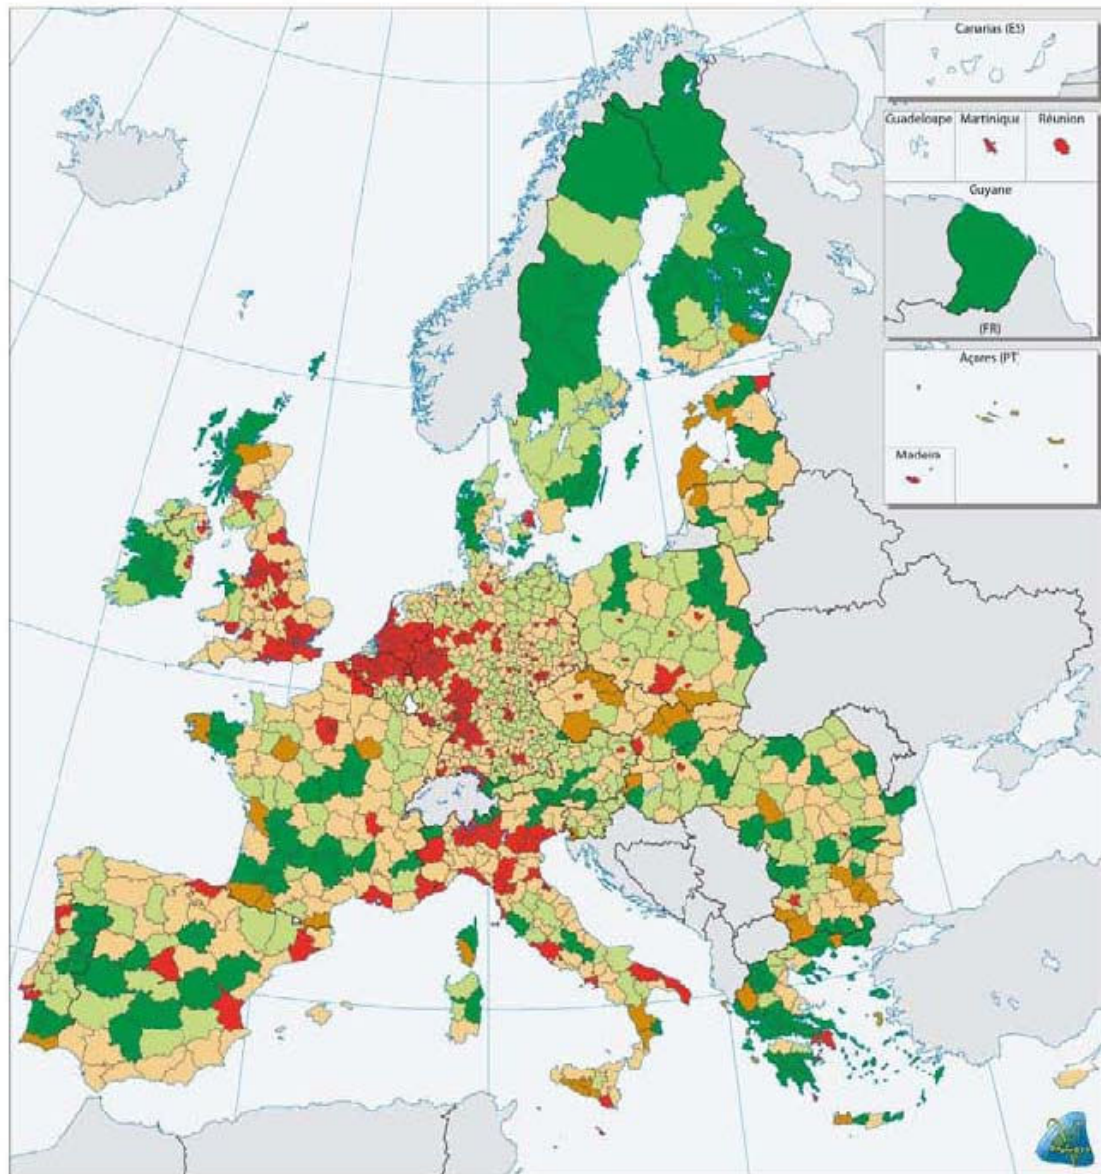 Canarias (ES)
Guadeloupe
Martinique
Réunion
Guyane
(FR)
Açores (PT
Madeira